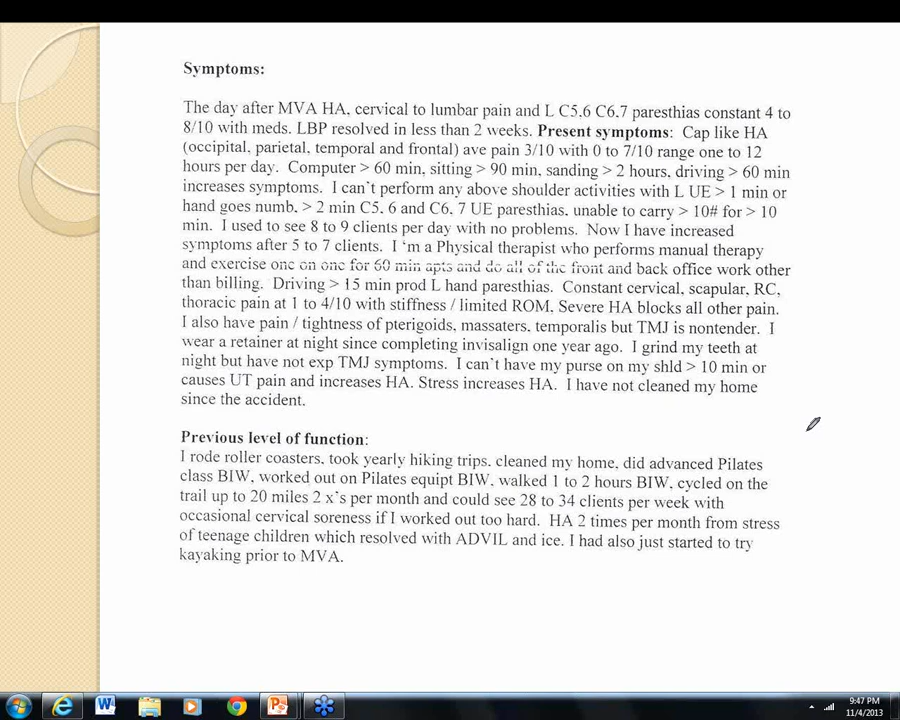 Symptoms:
The day after MVA HA, cervical to lumbar pain and L C5,6 C6,7 paresthias constant 4 to
8/10 with meds. LBP resolved in less than 2 weeks. Present symptoms: Cap like HA
(occipital, parietal, temporal and frontal) ave pain 3/10 with 0 to 7/10 range one to 12
hours per day. Computer > 60 min, sitting > 90 min, sanding > 2 hours, driving > 60 min
increases symptoms. I can't perform any above shoulder activities with L UE > 1 min or
hand goes numb, > 2 min C5, 6 and C6, 7 UE paresthias, unable to carry > 10# for > 10
min. I used to see 8 to 9 clients per day with no problems. Now I have increased
symptoms after 5 to 7 clients. I 'm a Physical therapist who performs manual therapy
and exercise one on one for 60 min apts and do all of the front and back office work other
than billing. Driving > 15 min prod L hand paresthias. Constant cervical, scapular, RC,
thoracic pain at 1 to 4/10 with stiffness / limited ROM, Severe HA blocks all other pain.
I also have pain / tightness of pterigoids, massaters, temporalis but TMJ is nontender. I
wear a retainer at night since completing invisalign one year ago. I grind my teeth at
night but have not exp TMJ symptoms. I can't have my purse on my shld > 10 min or
causes UT pain and increases HA. Stress increases HA. I have not cleaned my home
since the accident.
Previous level of function:
I rode roller coasters, took yearly hiking trips, cleaned my home, did advanced Pilates
class BIW, worked out on Pilates equipt BIW, walked 1 to 2 hours BIW, cycled on the
trail up to 20 miles 2 x's per month and could see 28 to 34 clients per week with
occasional cervical soreness if I worked out too hard. HA 2 times per month from stress
of teenage children which resolved with ADVIL and ice. I had also just started to try
kayaking prior to MVA.
9:47 PM
11/4/2013